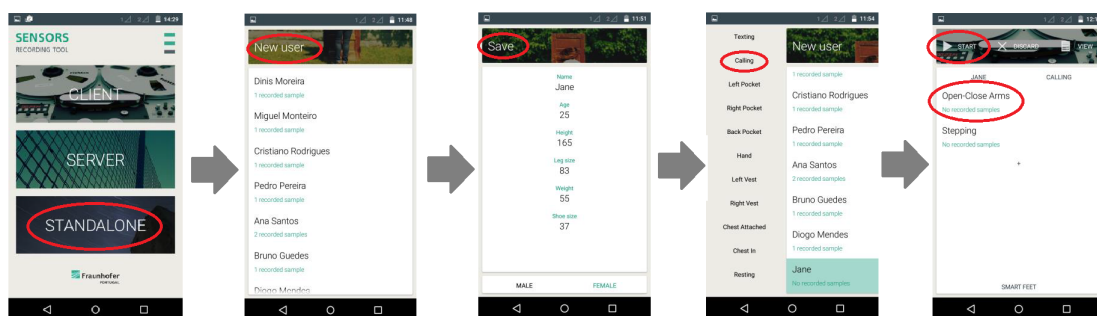 14:29
SENSORS
RECORDING TOOL
CLIENT
SERVER
STANDALONE
Fraunhofer
PORTUGAL
11:48
New user
Dinis Moreira
1 recorded sample
Miguel Monteiro
1 recorded sample
Cristiano Rodrigues
1 recorded sample
Pedro Pereira
1 recorded sample
Ana Santos
2 recorded samples
Bruno Guedes
1 recorded sample
Diogo Mendes
11:51
Save
Name
Jane
Age
25
Height
165
Leg size
83
Weight
55
Shoe size
37
MALE FEMALE
11:54
Texting
Calling
Left Pocket
Right Pocket
Back Pocket
Hand
Left Vest
Right Vest
Chest Attached
Chest In
Resting
New user
1 recorded sample
Cristiano Rodrigues
1 recorded sample
Pedro Pereira
1 recorded sample
Ana Santos
2 recorded samples
Bruno Guedes
1 recorded sample
Diogo Mendes
1 recorded sample
Jane
No recorded samples
START DISCARD VIEW
JANE CALLING
Open-Close Arms
No recorded samples
Stepping
No recorded samples
+
SMART FEET